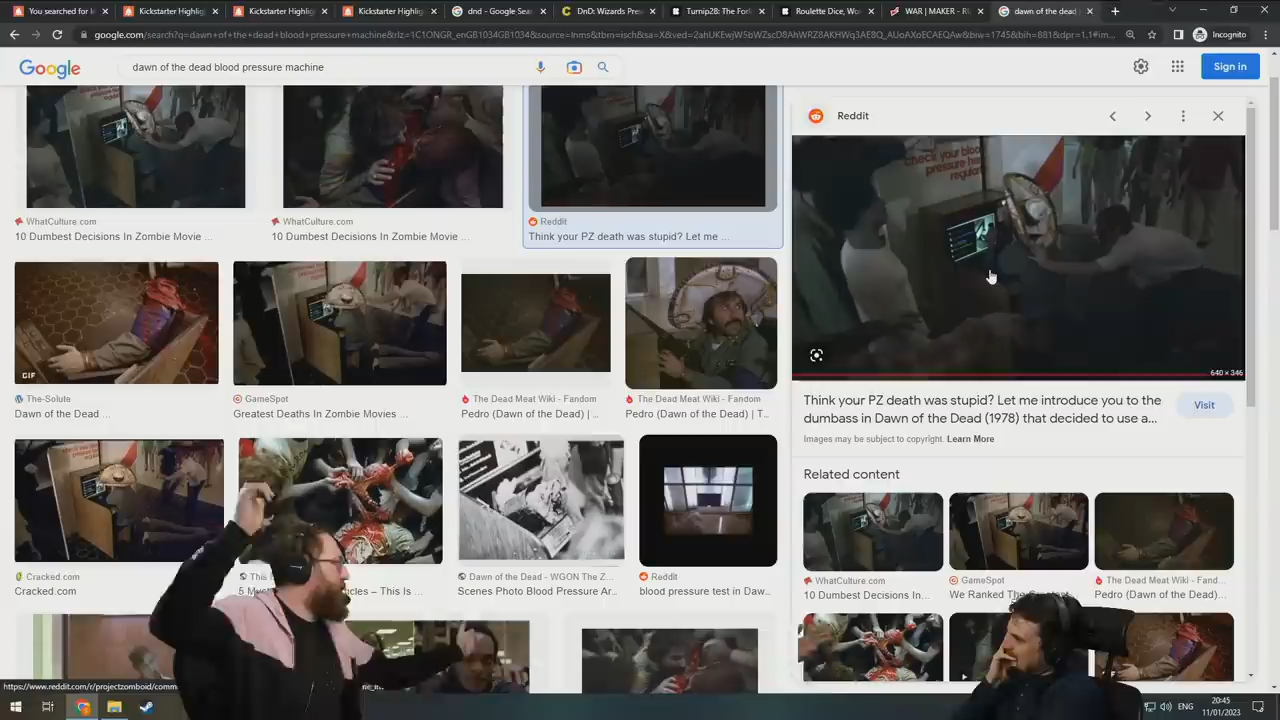 You searched for k
Kickstarter Highlig
Kickstarter Highlig
Kickstarter Highlig
dnd - Google Sear
DnD: Wizards Pre
Turnip28: The fa
Roulette Dice, Wo
WAR | MAKER - R
dawn of the dead
google.com/search?q=dawn+of+the+dead+blood+pressure+machine
Incognito
Google
dawn of the dead blood pressure machine
Sign in
Reddit
check your blood
pressure here
regular
WhatCulture.com
10 Dumbest Decisions In Zombie Movie ...
WhatCulture.com
10 Dumbest Decisions In Zombie Movie ...
Reddit
Think your PZ death was stupid? Let me ...
GIF
640 × 346
The-Solute
Dawn of the Dead ...
GameSpot
Greatest Deaths In Zombie Movies ...
The Dead Meat Wiki - Fandom
Pedro (Dawn of the Dead) | ...
The Dead Meat Wiki - Fandom
Pedro (Dawn of the Dead) | T...
Think your PZ death was stupid? Let me introduce you to the
dumbass in Dawn of the Dead (1978) that decided to use a...
Visit
Images may be subject to copyright. Learn More
Related content
Cracked.com
Cracked.com
This
cles – This Is ...
Dawn of the Dead - WGON The Z...
Scenes Photo Blood Pressure Ar...
Reddit
blood pressure test in Daw...
WhatCulture.com
10 Dumbest Decisions In...
GameSpot
We Ranked The
The Dead Meat Wiki - Fand...
Pedro (Dawn of the Dead)...
https://www.reddit.com/r/projectzomboid/comm
ENG
20:45
11/01/2023